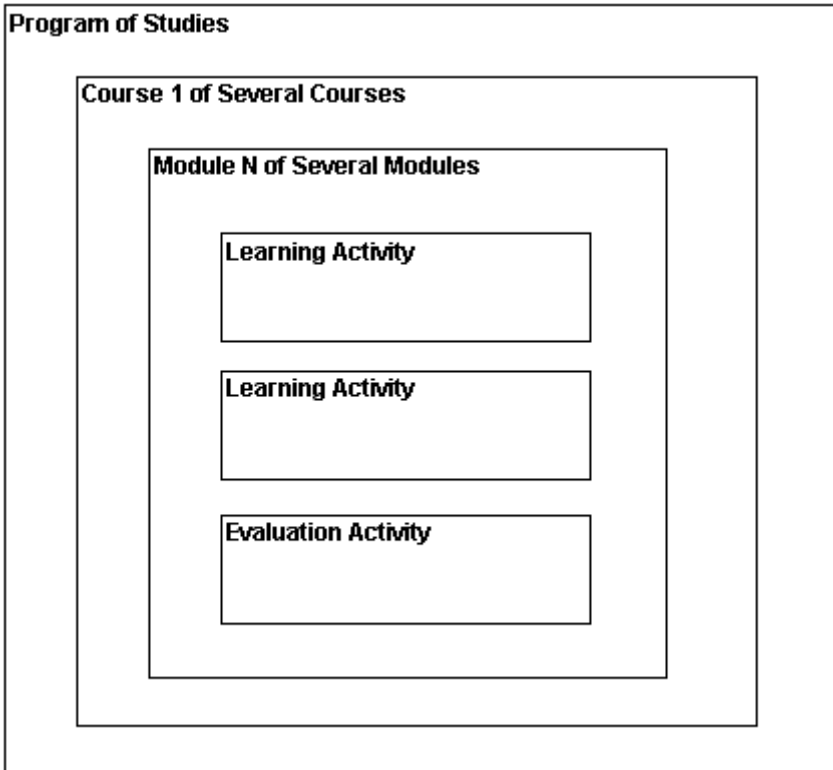 Program of Studies
Course 1 of Several Courses
Module N of Several Modules
Learning Activity
Learning Activity
Evaluation Activity